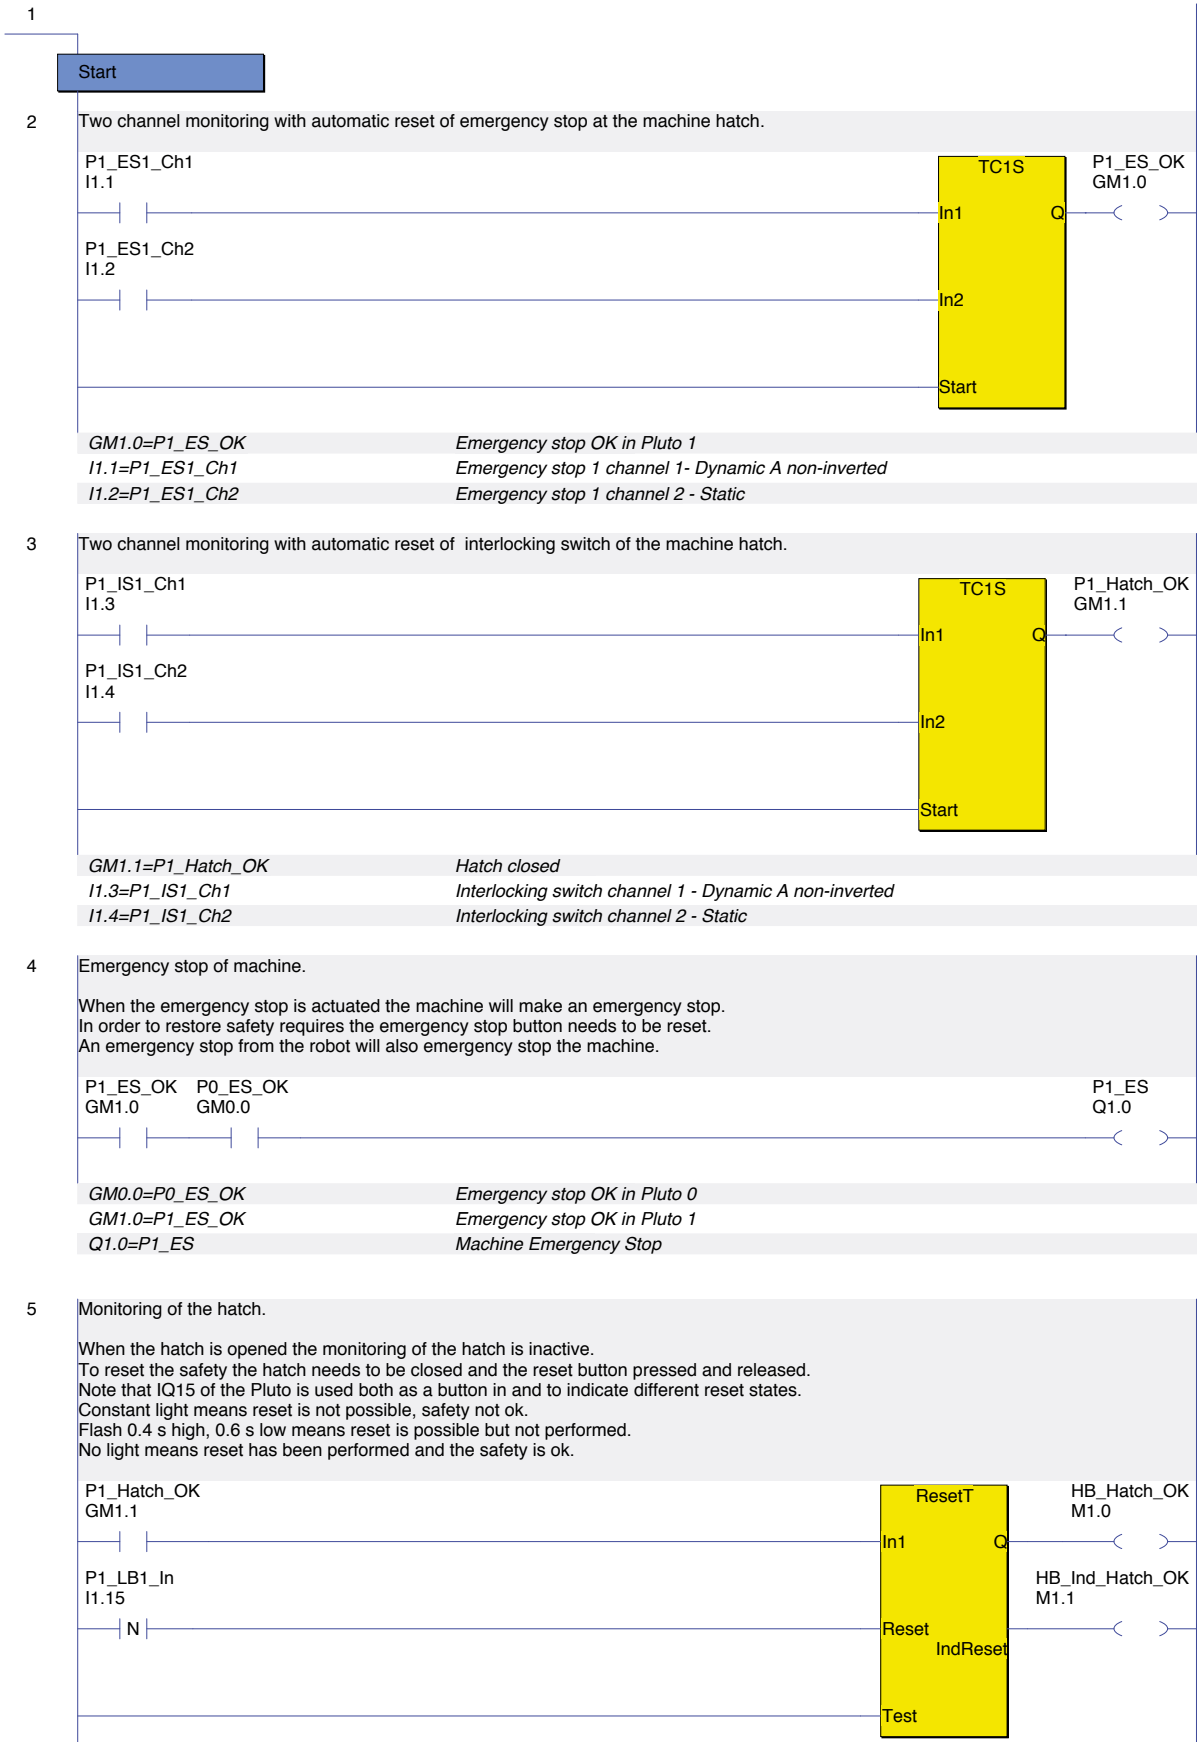 1
Start
2
Two channel monitoring with automatic reset of emergency stop at the machine hatch.
P1_ES1_Ch1
I1.1
TC1S
P1_ES_OK
GM1.0
In1
Q
P1_ES1_Ch2
I1.2
In2
Start
GM1.0=P1_ES_OK Emergency stop OK in Pluto 1
I1.1=P1_ES1_Ch1 Emergency stop 1 channel 1- Dynamic A non-inverted
I1.2=P1_ES1_Ch2 Emergency stop 1 channel 2 - Static
3
Two channel monitoring with automatic reset of interlocking switch of the machine hatch.
P1_IS1_Ch1
I1.3
TC1S
P1_Hatch_OK
GM1.1
In1
Q
P1_IS1_Ch2
I1.4
In2
Start
GM1.1=P1_Hatch_OK Hatch closed
I1.3=P1_IS1_Ch1 Interlocking switch channel 1 - Dynamic A non-inverted
I1.4=P1_IS1_Ch2 Interlocking switch channel 2 - Static
4
Emergency stop of machine.
When the emergency stop is actuated the machine will make an emergency stop.
In order to restore safety requires the emergency stop button needs to be reset.
An emergency stop from the robot will also emergency stop the machine.
P1_ES_OK P0_ES_OK P1_ES
GM1.0 GM0.0 Q1.0
GM0.0=P0_ES_OK Emergency stop OK in Pluto 0
GM1.0=P1_ES_OK Emergency stop OK in Pluto 1
Q1.0=P1_ES Machine Emergency Stop
5
Monitoring of the hatch.
When the hatch is opened the monitoring of the hatch is inactive.
To reset the safety the hatch needs to be closed and the reset button pressed and released.
Note that IQ15 of the Pluto is used both as a button in and to indicate different reset states.
Constant light means reset is not possible, safety not ok.
Flash 0.4 s high, 0.6 s low means reset is possible but not performed.
No light means reset has been performed and the safety is ok.
P1_Hatch_OK
GM1.1
ResetT
HB_Hatch_OK
M1.0
In1
Q
P1_LB1_In
I1.15
HB_Ind_Hatch_OK
M1.1
N
Reset
IndReset
Test